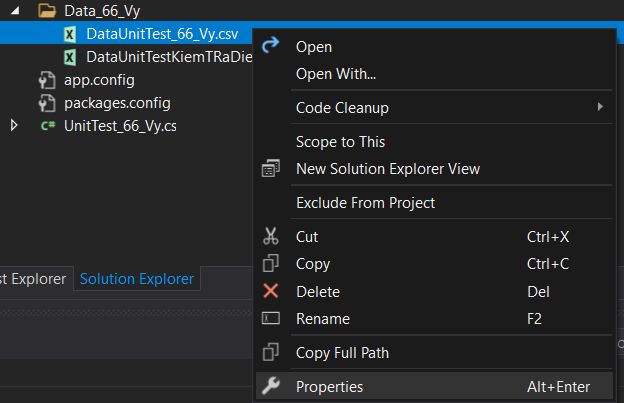 Data_66_Vy
DataUnitTest_66_Vy.csv
DataUnitTestKiemTRaDie
app.config
packages.config
UnitTest_66_Vy.cs
Open
Open With...
Code Cleanup
Scope to This
New Solution Explorer View
Exclude From Project
Cut Ctrl+X
Copy Ctrl+C
Delete Del
Rename F2
Copy Full Path
Properties Alt+Enter
st Explorer Solution Explorer